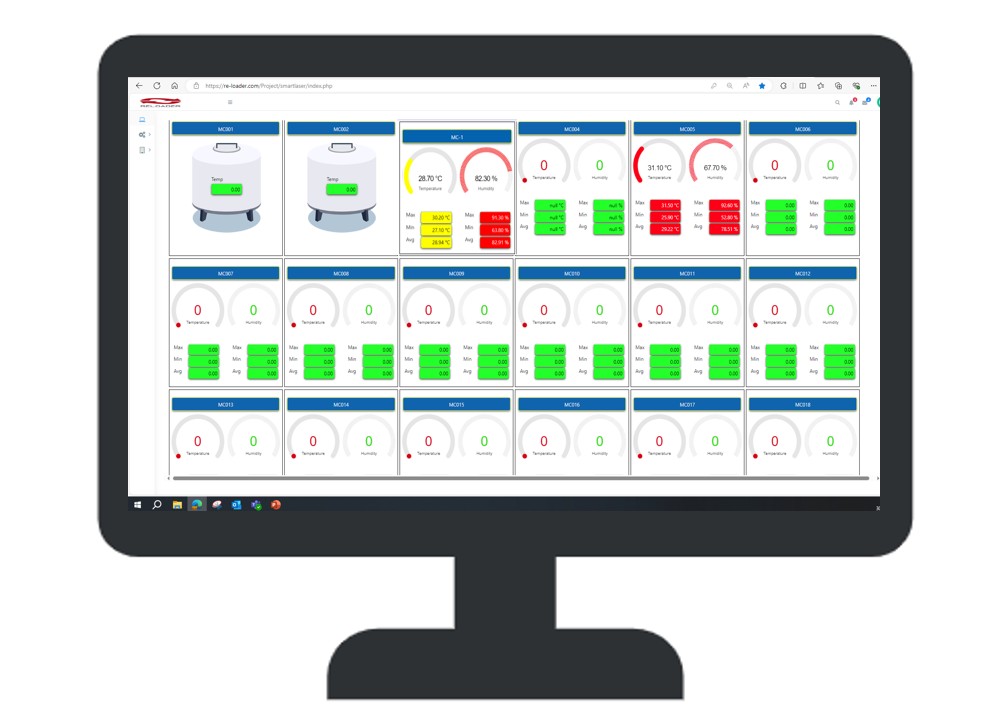 https://re-loader.com/Project/smartlaser/index.php
RE-LOADER
MC001
Temp
0.00
MC002
Temp
0.00
MC-1
28.70 °C
Temperature
82.30 %
Humidity
Max 30.20 °C Max 91.30 %
Min 27.10 °C Min 63.80 %
Avg 28.94 °C Avg 82.01 %
MC004
0
Temperature
0
Humidity
Max null °C Max null %
Min null °C Min null %
Avg null °C Avg null %
MC005
31.10 °C
Temperature
67.70 %
Humidity
Max 31.50 °C Max 92.60 %
Min 25.90 °C Min 52.80 %
Avg 29.22 °C Avg 78.51 %
MC006
0
Temperature
0
Humidity
Max 0.00 Max 0.00
Min 0.00 Min 0.00
Avg 0.00 Avg 0.00
MC007
0
Temperature
0
Humidity
Max 0.00 Max 0.00
Min 0.00 Min 0.00
Avg 0.00 Avg 0.00
MC008
0
Temperature
0
Humidity
Max 0.00 Max 0.00
Min 0.00 Min 0.00
Avg 0.00 Avg 0.00
MC009
0
Temperature
0
Humidity
Max 0.00 Max 0.00
Min 0.00 Min 0.00
Avg 0.00 Avg 0.00
MC010
0
Temperature
0
Humidity
Max 0.00 Max 0.00
Min 0.00 Min 0.00
Avg 0.00 Avg 0.00
MC011
0
Temperature
0
Humidity
Max 0.00 Max 0.00
Min 0.00 Min 0.00
Avg 0.00 Avg 0.00
MC012
0
Temperature
0
Humidity
Max 0.00 Max 0.00
Min 0.00 Min 0.00
Avg 0.00 Avg 0.00
MC013
0
Temperature
0
Humidity
MC014
0
Temperature
0
Humidity
MC015
0
Temperature
0
Humidity
MC016
0
Temperature
0
Humidity
MC017
0
Temperature
0
Humidity
MC018
0
Temperature
0
Humidity